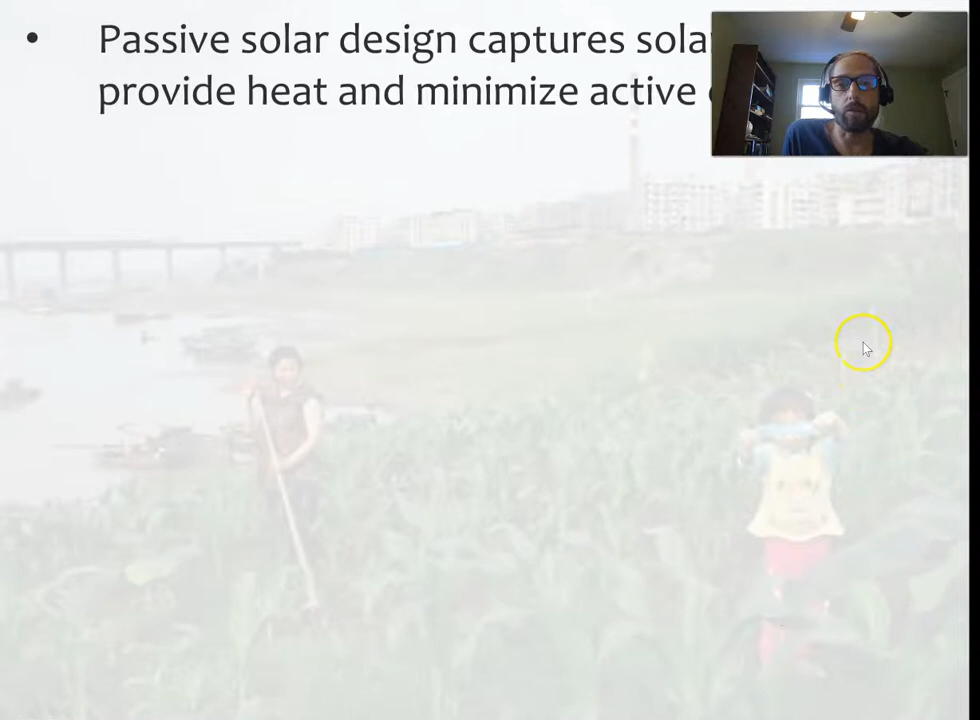 • Passive solar design captures sola
provide heat and minimize active